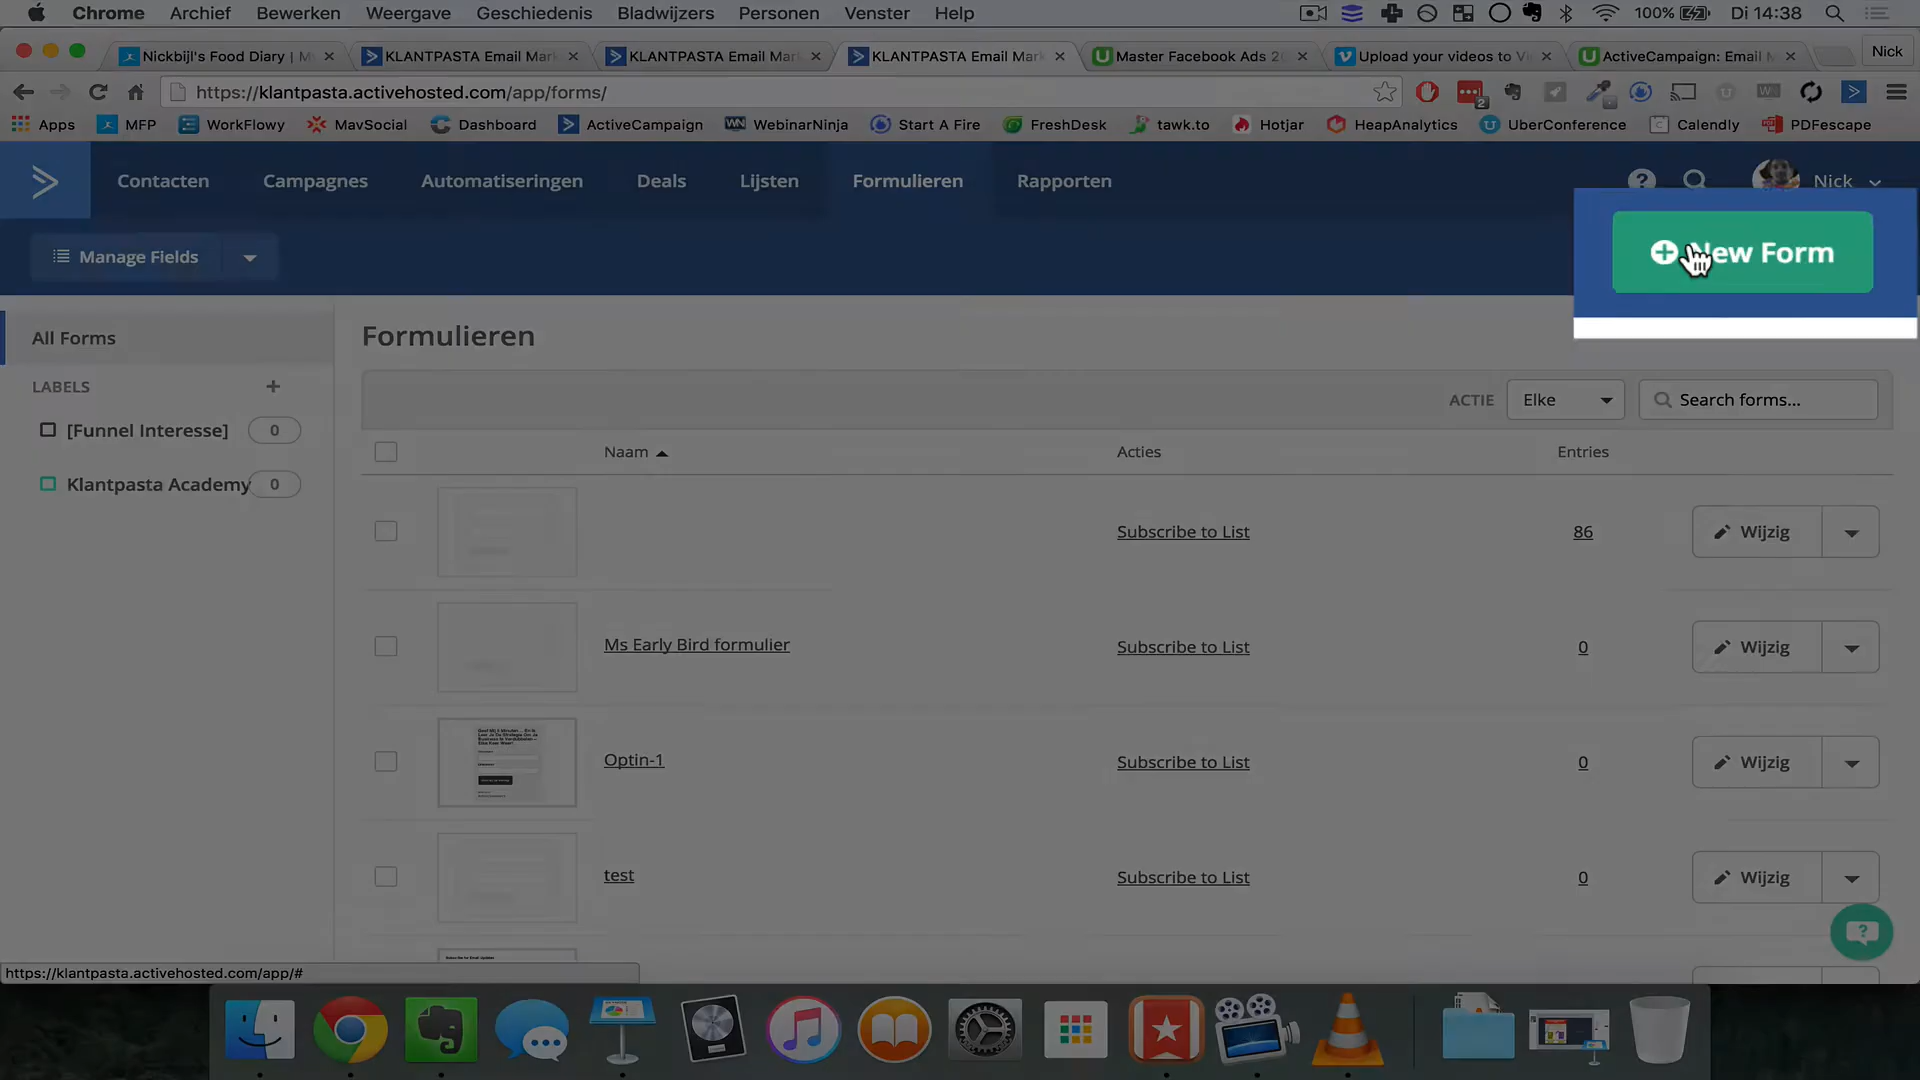 Chrome Archief Bewerken Weergave Geschiedenis Bladwijzers Personen Venster Help 100% Di 14:38
Nickbijl's Food Diary | M KLANTPASTA Email Mark KLANTPASTA Email Mark KLANTPASTA Email Mark Master Facebook Ads 20 Upload your videos to Vi ActiveCampaign: Email M Nick
https://klantpasta.activehosted.com/app/forms/
Apps MFP WorkFlowy MavSocial Dashboard ActiveCampaign WebinarNinja Start A Fire FreshDesk tawk.to Hotjar HeapAnalytics UberConference Calendly PDFescape
Contacten Campagnes Automatiseringen Deals Lijsten Formulieren Rapporten Nick
Manage Fields
New Form
All Forms
LABELS +
[Funnel Interesse] 0
Klantpasta Academy 0
Formulieren
ACTIE Elke Search forms...
Naam Acties Entries
Subscribe to List 86 Wijzig
Ms Early Bird formulier Subscribe to List 0 Wijzig
Optin-1 Subscribe to List 0 Wijzig
test Subscribe to List 0 Wijzig
https://klantpasta.activehosted.com/app/#